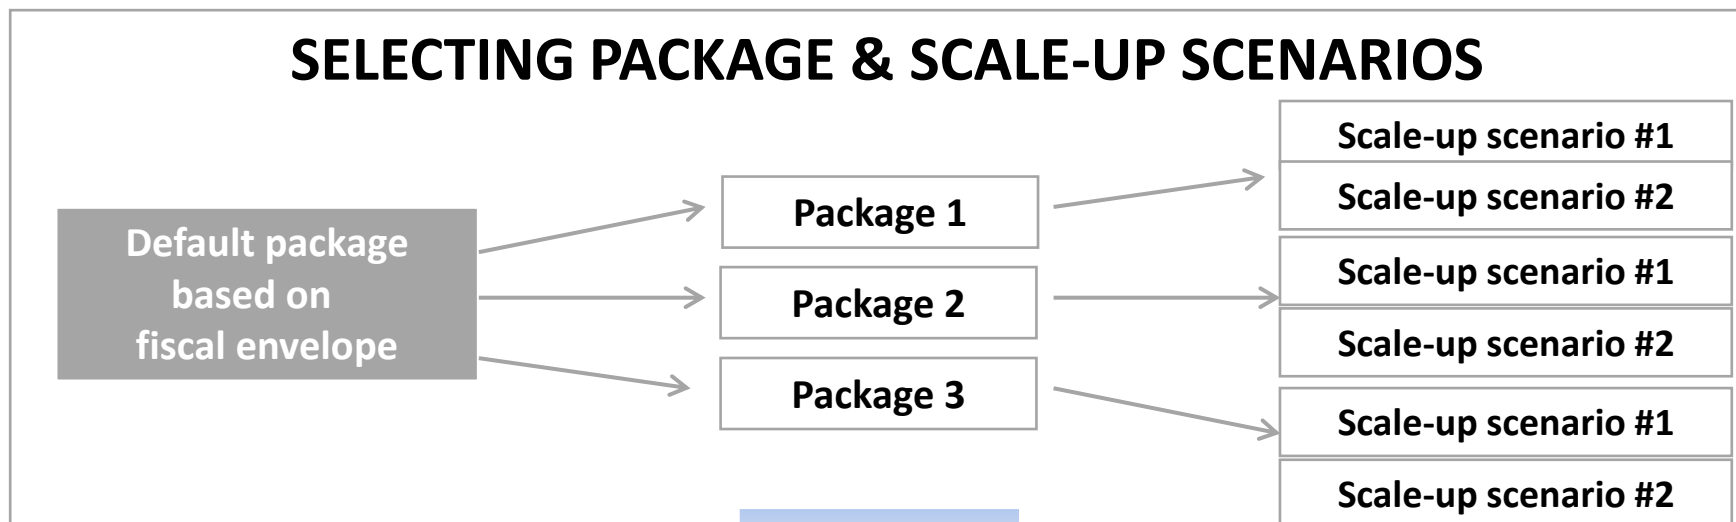 SELECTING PACKAGE & SCALE-UP SCENARIOS
Default package
based on
fiscal envelope
Package 1
Package 2
Package 3
Scale-up scenario #1
Scale-up scenario #2
Scale-up scenario #1
Scale-up scenario #2
Scale-up scenario #1
Scale-up scenario #2